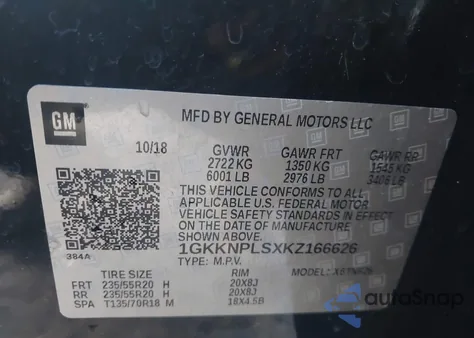 GM
MFD BY GENERAL MOTORS LLC
10/18 GVWR GAWR FRT GAWR RR
2722 KG 1350 KG 1545 KG
6001 LB 2976 LB 3406 LB
THIS VEHICLE CONFORMS TO ALL
APPLICABLE U.S. FEDERAL MOTOR
VEHICLE SAFETY STANDARDS IN EFFECT
ON THE DATE OF MANUFACTURE
SHOWN ABOVE.
384A 1GKKNPLSXKZ166626
TYPE: M.P.V. MODEL:
TIRE SIZE RIM
FRT 235/55R20 H 20X8J
RR 235/55R20 H 20X8J
SPA T135/70R18 M 18X4.5B
autoSnap